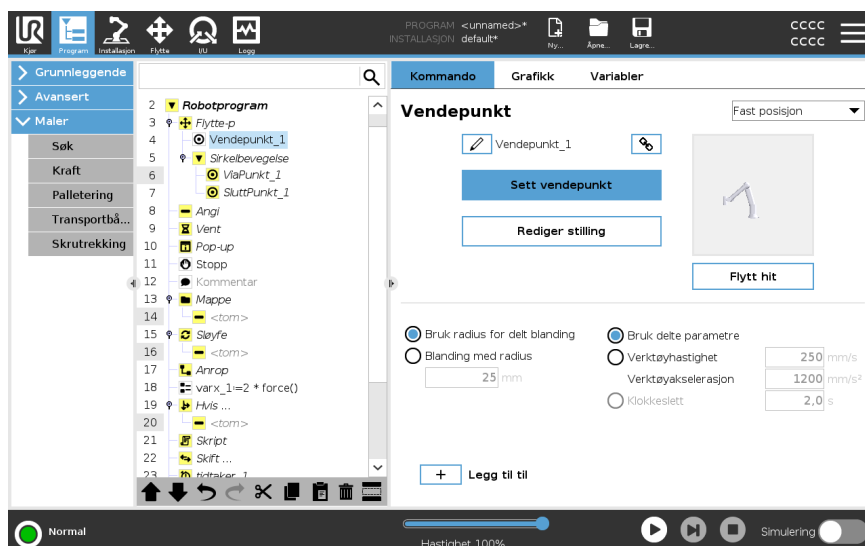 UR
Kjør
Program
Installasjon
Flytte
I/U
Logg
PROGRAM <unnamed>*
INSTALLASJON default*
Ny...
Åpne...
Lagre...
CCCC
CCCC
Grunnleggende
Avansert
Maler
Søk
Kraft
Palletering
Transportbå...
Skrutrekking
2 Robotprogram
3 Flytte-p
4 Vendepunkt_1
5 Sirkelbevegelse
6 ViaPunkt_1
7 SluttPunkt_1
8 Angi
9 Vent
10 Pop-up
11 Stopp
12 Kommentar
13 Mappe
14 <tom>
15 Sløyfe
16 <tom>
17 Anrop
18 varx_1≔2 * force()
19 Hvis ...
20 <tom>
21 Skript
22 Skift ...
23 tidtaker_1
Kommando
Grafikk
Variabler
Vendepunkt
Fast posisjon
Vendepunkt_1
Sett vendepunkt
Rediger stilling
Flytt hit
Bruk radius for delt blanding
Blanding med radius
25 mm
Bruk delte parametre
Verktøyhastighet 250 mm/s
Verktøyakselerasjon 1200 mm/s²
Klokkeslett 2,0 s
+ Legg til til
Normal
Hastighet 100%
Simulering